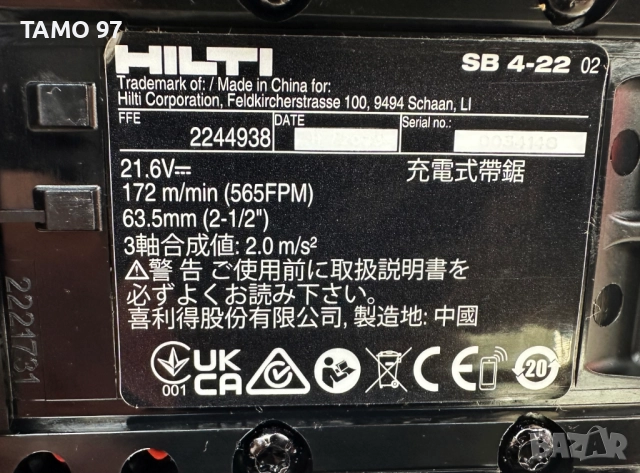 TAMO 97
HILTI
SB 4-22 02
Trademark of: / Made in China for:
Hilti Corporation, Feldkircherstrasse 100, 9494 Schaan, LI
FFE
2244938
DATE
Serial no.:
21.6V⎓
充電式帶鋸
172 m/min (565FPM)
63.5mm (2-1/2")
3軸合成値: 2.0 m/s²
⚠警 告 ご使用前に取扱説明書を
必ずよくお読み下さい。
喜利得股份有限公司, 製造地: 中國
001
UK
CA
CE
20
2221731
BAZAR